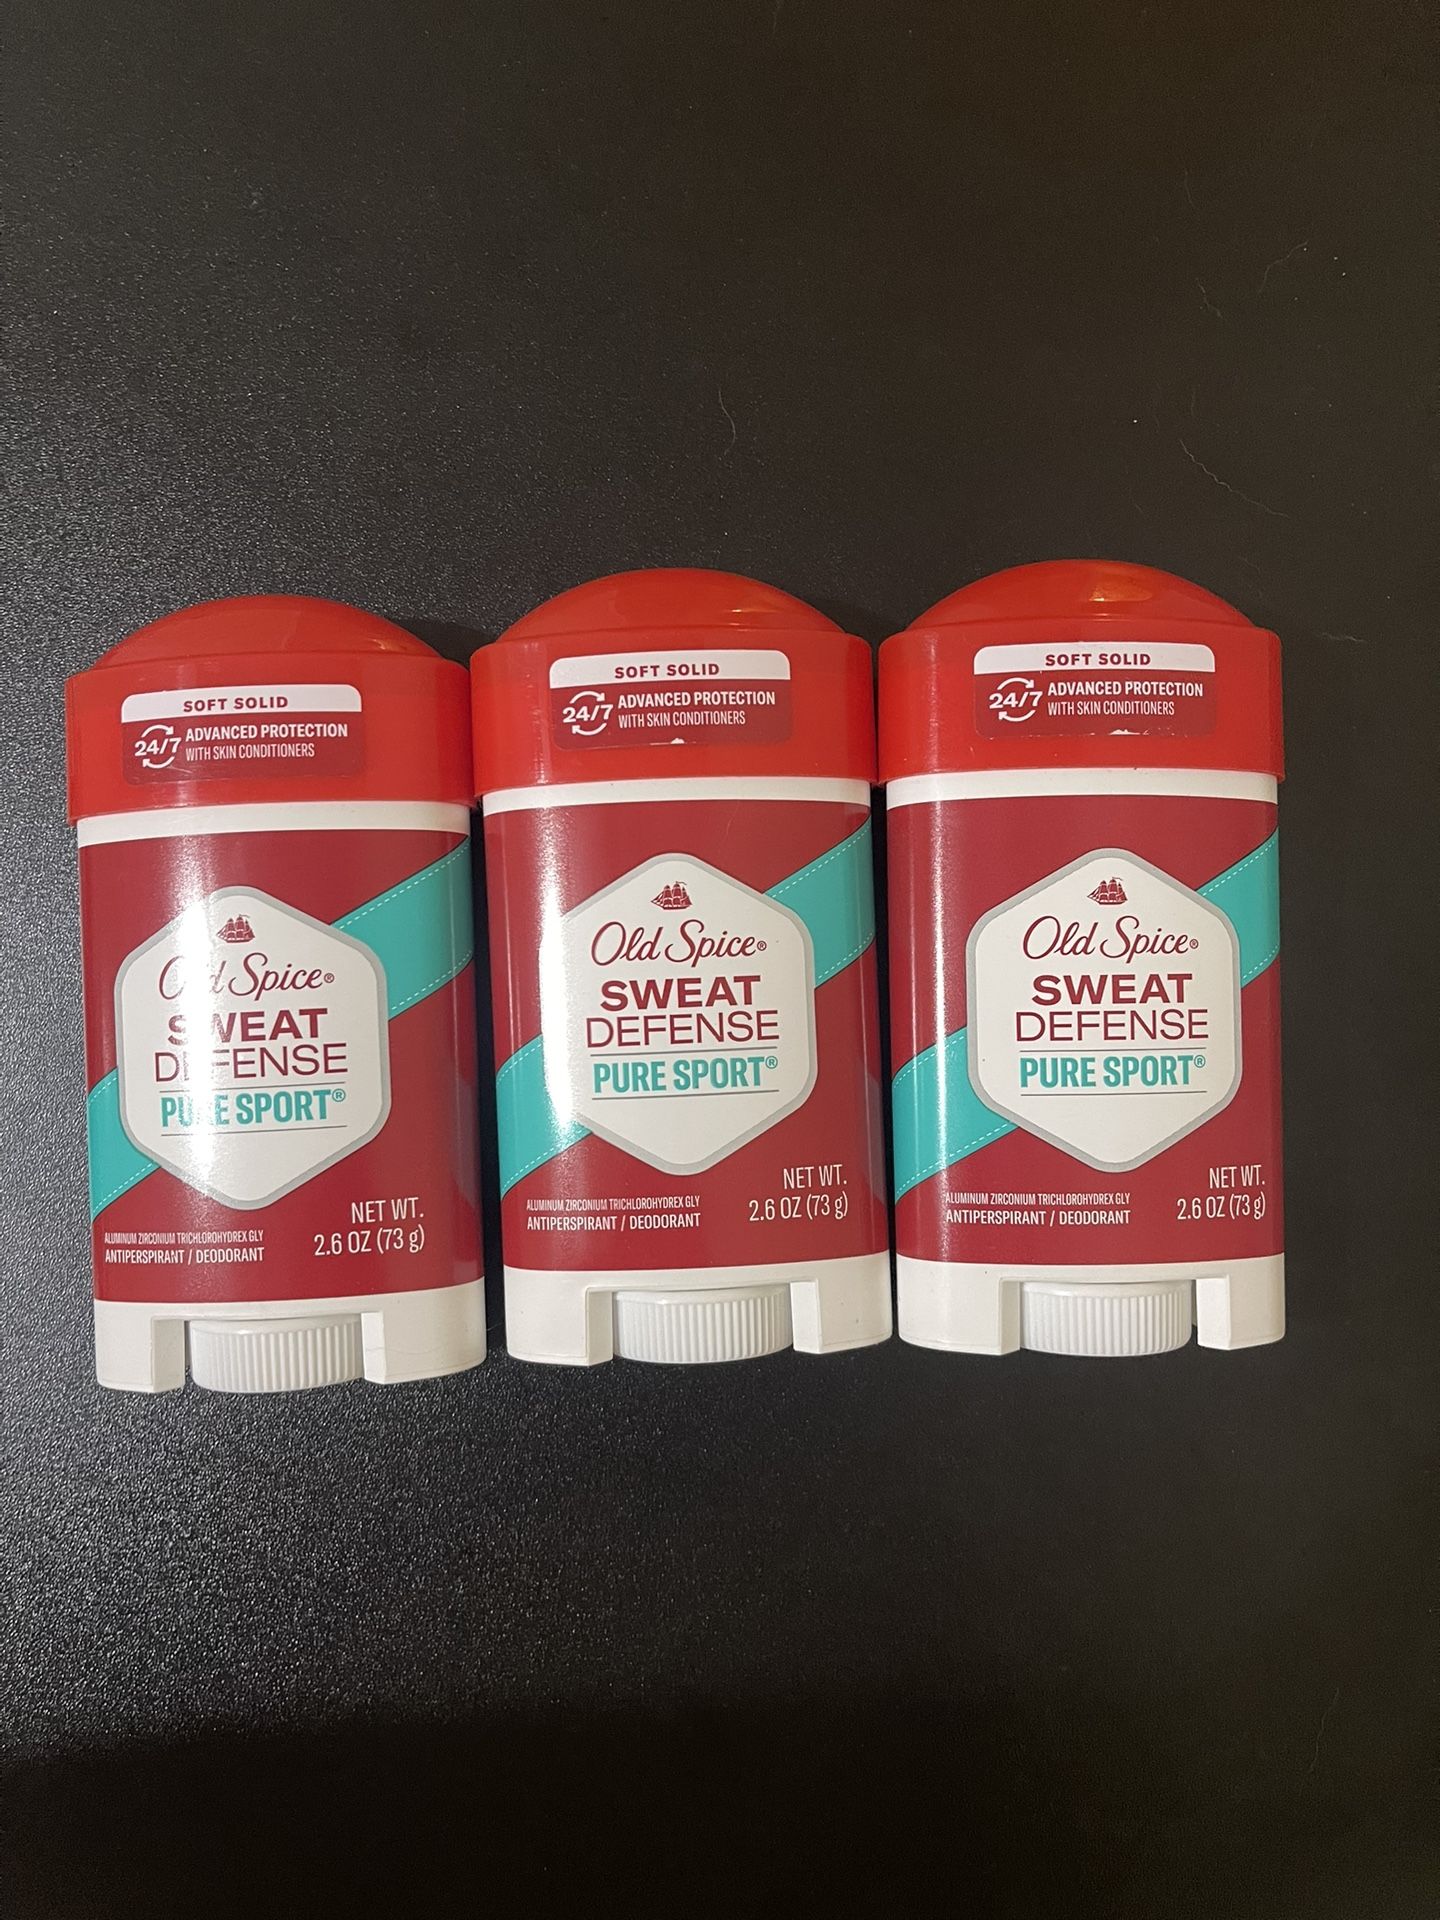 SOFT SOLID
24/7 ADVANCED PROTECTION
WITH SKIN CONDITIONERS
Old Spice®
SWEAT
DEFENSE
PURE SPORT®
NET WT.
2.6 OZ (73 g)
ALUMINUM ZIRCONIUM TRICHLOROHYDREX GLY
ANTIPERSPIRANT / DEODORANT
SOFT SOLID
24/7 ADVANCED PROTECTION
WITH SKIN CONDITIONERS
Old Spice®
SWEAT
DEFENSE
PURE SPORT®
NET WT.
2.6 OZ (73 g)
ALUMINUM ZIRCONIUM TRICHLOROHYDREX GLY
ANTIPERSPIRANT / DEODORANT
SOFT SOLID
24/7 ADVANCED PROTECTION
WITH SKIN CONDITIONERS
Old Spice®
SWEAT
DEFENSE
PURE SPORT®
NET WT.
2.6 OZ (73 g)
ALUMINUM ZIRCONIUM TRICHLOROHYDREX GLY
ANTIPERSPIRANT / DEODORANT